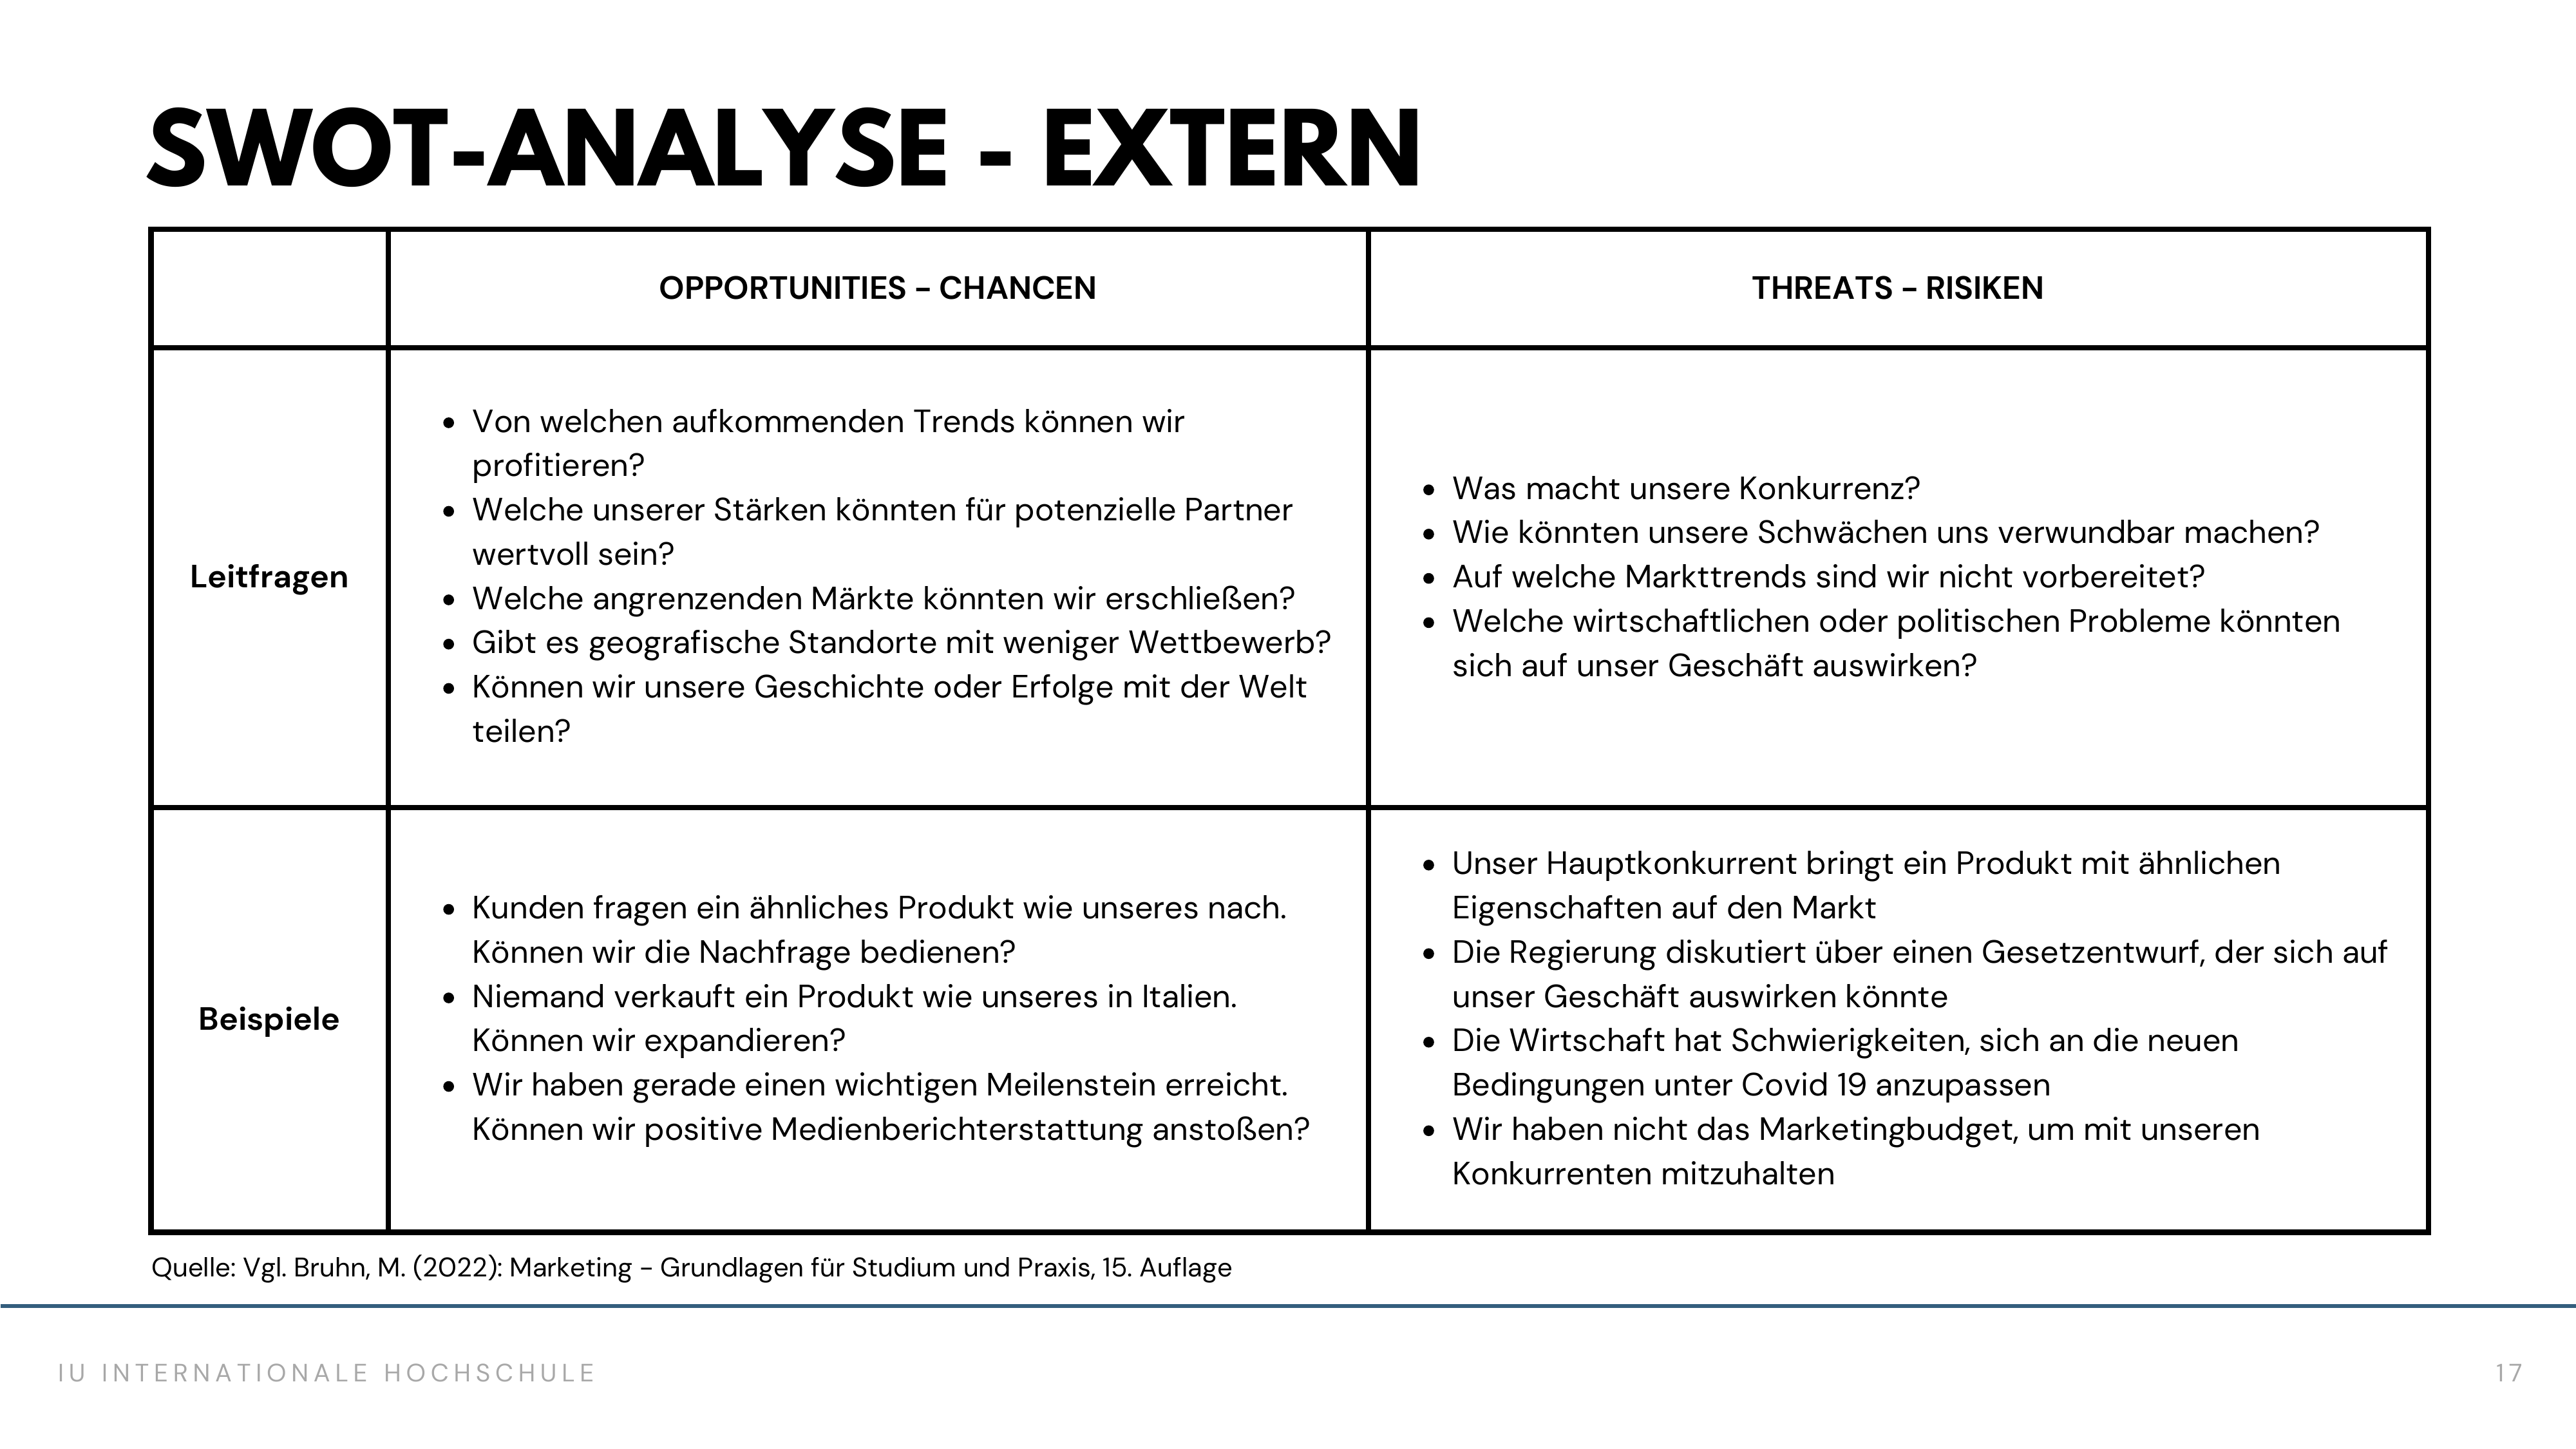 SWOT-ANALYSE - EXTERN
OPPORTUNITIES – CHANCEN
THREATS – RISIKEN
Leitfragen
• Von welchen aufkommenden Trends können wir
profitieren?
• Welche unserer Stärken könnten für potenzielle Partner
wertvoll sein?
• Welche angrenzenden Märkte könnten wir erschließen?
• Gibt es geografische Standorte mit weniger Wettbewerb?
• Können wir unsere Geschichte oder Erfolge mit der Welt
teilen?
• Was macht unsere Konkurrenz?
• Wie könnten unsere Schwächen uns verwundbar machen?
• Auf welche Markttrends sind wir nicht vorbereitet?
• Welche wirtschaftlichen oder politischen Probleme könnten
sich auf unser Geschäft auswirken?
Beispiele
• Kunden fragen ein ähnliches Produkt wie unseres nach.
Können wir die Nachfrage bedienen?
• Niemand verkauft ein Produkt wie unseres in Italien.
Können wir expandieren?
• Wir haben gerade einen wichtigen Meilenstein erreicht.
Können wir positive Medienberichterstattung anstoßen?
• Unser Hauptkonkurrent bringt ein Produkt mit ähnlichen
Eigenschaften auf den Markt
• Die Regierung diskutiert über einen Gesetzentwurf, der sich auf
unser Geschäft auswirken könnte
• Die Wirtschaft hat Schwierigkeiten, sich an die neuen
Bedingungen unter Covid 19 anzupassen
• Wir haben nicht das Marketingbudget, um mit unseren
Konkurrenten mitzuhalten
Quelle: Vgl. Bruhn, M. (2022): Marketing – Grundlagen für Studium und Praxis, 15. Auflage
IU INTERNATIONALE HOCHSCHULE
17